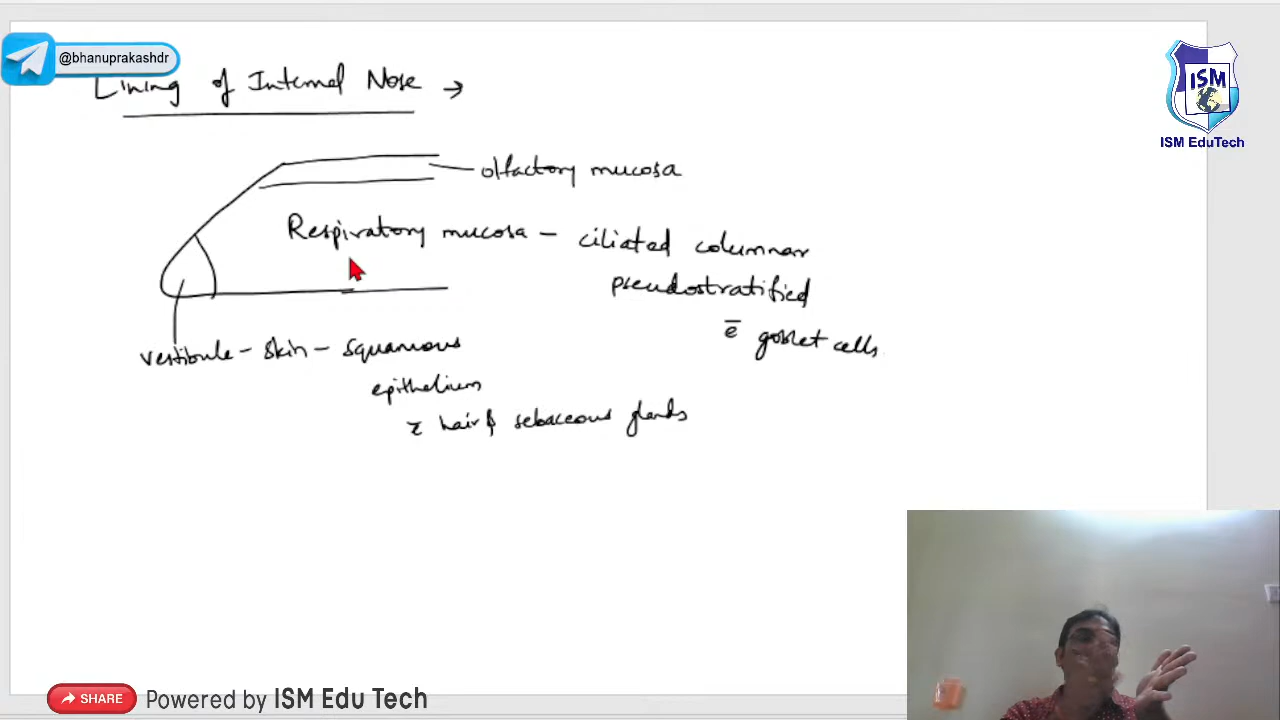 @bhanuprakashdr
Lining of Internal Nose →
ISM
ISM EduTech
olfactory mucosa
Respiratory mucosa - ciliated columnar
pseudostratified
c̄ goblet cells
vestibule - skin - squamous
epithelium
c̄ hair & sebaceous glands
SHARE Powered by ISM Edu Tech